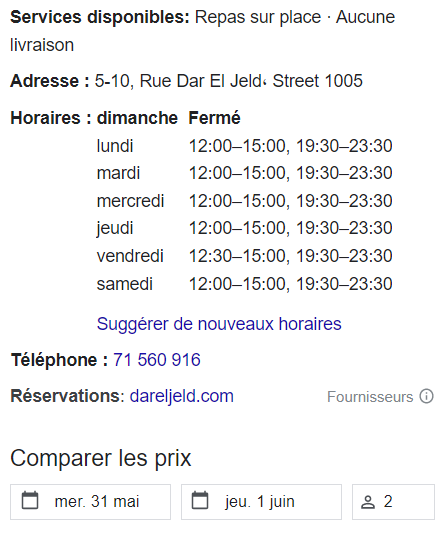 Services disponibles: Repas sur place · Aucune
livraison
Adresse : 5-10, Rue Dar El Jeld، Street 1005
Horaires : dimanche Fermé
lundi 12:00–15:00, 19:30–23:30
mardi 12:00–15:00, 19:30–23:30
mercredi 12:00–15:00, 19:30–23:30
jeudi 12:00–15:00, 19:30–23:30
vendredi 12:30–15:00, 19:30–23:30
samedi 12:00–15:00, 19:30–23:30
Suggérer de nouveaux horaires
Téléphone : 71 560 916
Réservations: dareljeld.com Fournisseurs
Comparer les prix
mer. 31 mai jeu. 1 juin 2